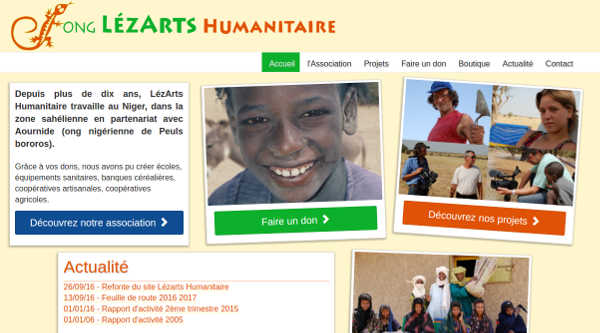 ONG LÉZARTS HUMANITAIRE
Accueil l'Association Projets Faire un don Boutique Actualité Contact
Depuis plus de dix ans, LézArts
Humanitaire travaille au Niger, dans la
zone sahélienne en partenariat avec
Aournide (ong nigérienne de Peuls
bororos).
Grâce à vos dons, nous avons pu créer écoles,
équipements sanitaires, banques céréalières,
coopératives artisanales. coopératives
agricoles.
Découvrez notre association
Faire un don
Découvrez nos projets
Actualité
26/09/16 - Refonte du site Lézarts Humanitaire
13/09/16 - Feuille de route 2016 2017
01/01/16 - Rapport d'activité 2ème trimestre 2015
01/01/06 - Rapport d'activité 2005